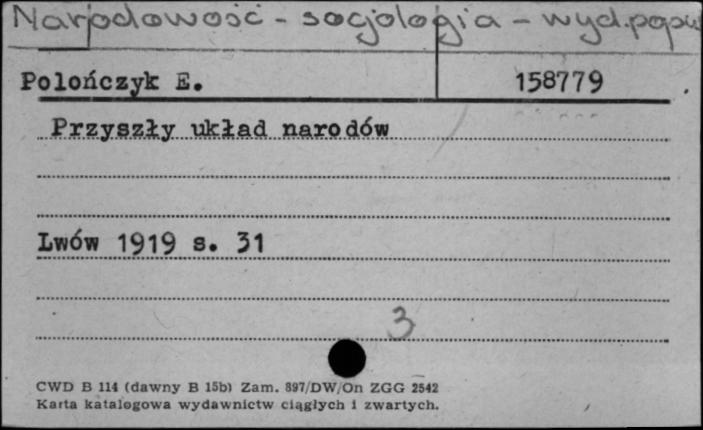 Narodowość - socjologia - wyd. popul
Polończyk E. 158779
Przyszły układ narodów
Lwów 1919 s. 31
3
CWD B 114 (dawny B 15b) Zam. 897/DW/On ZGG 2542
Karta katalogowa wydawnictw ciągłych i zwartych.